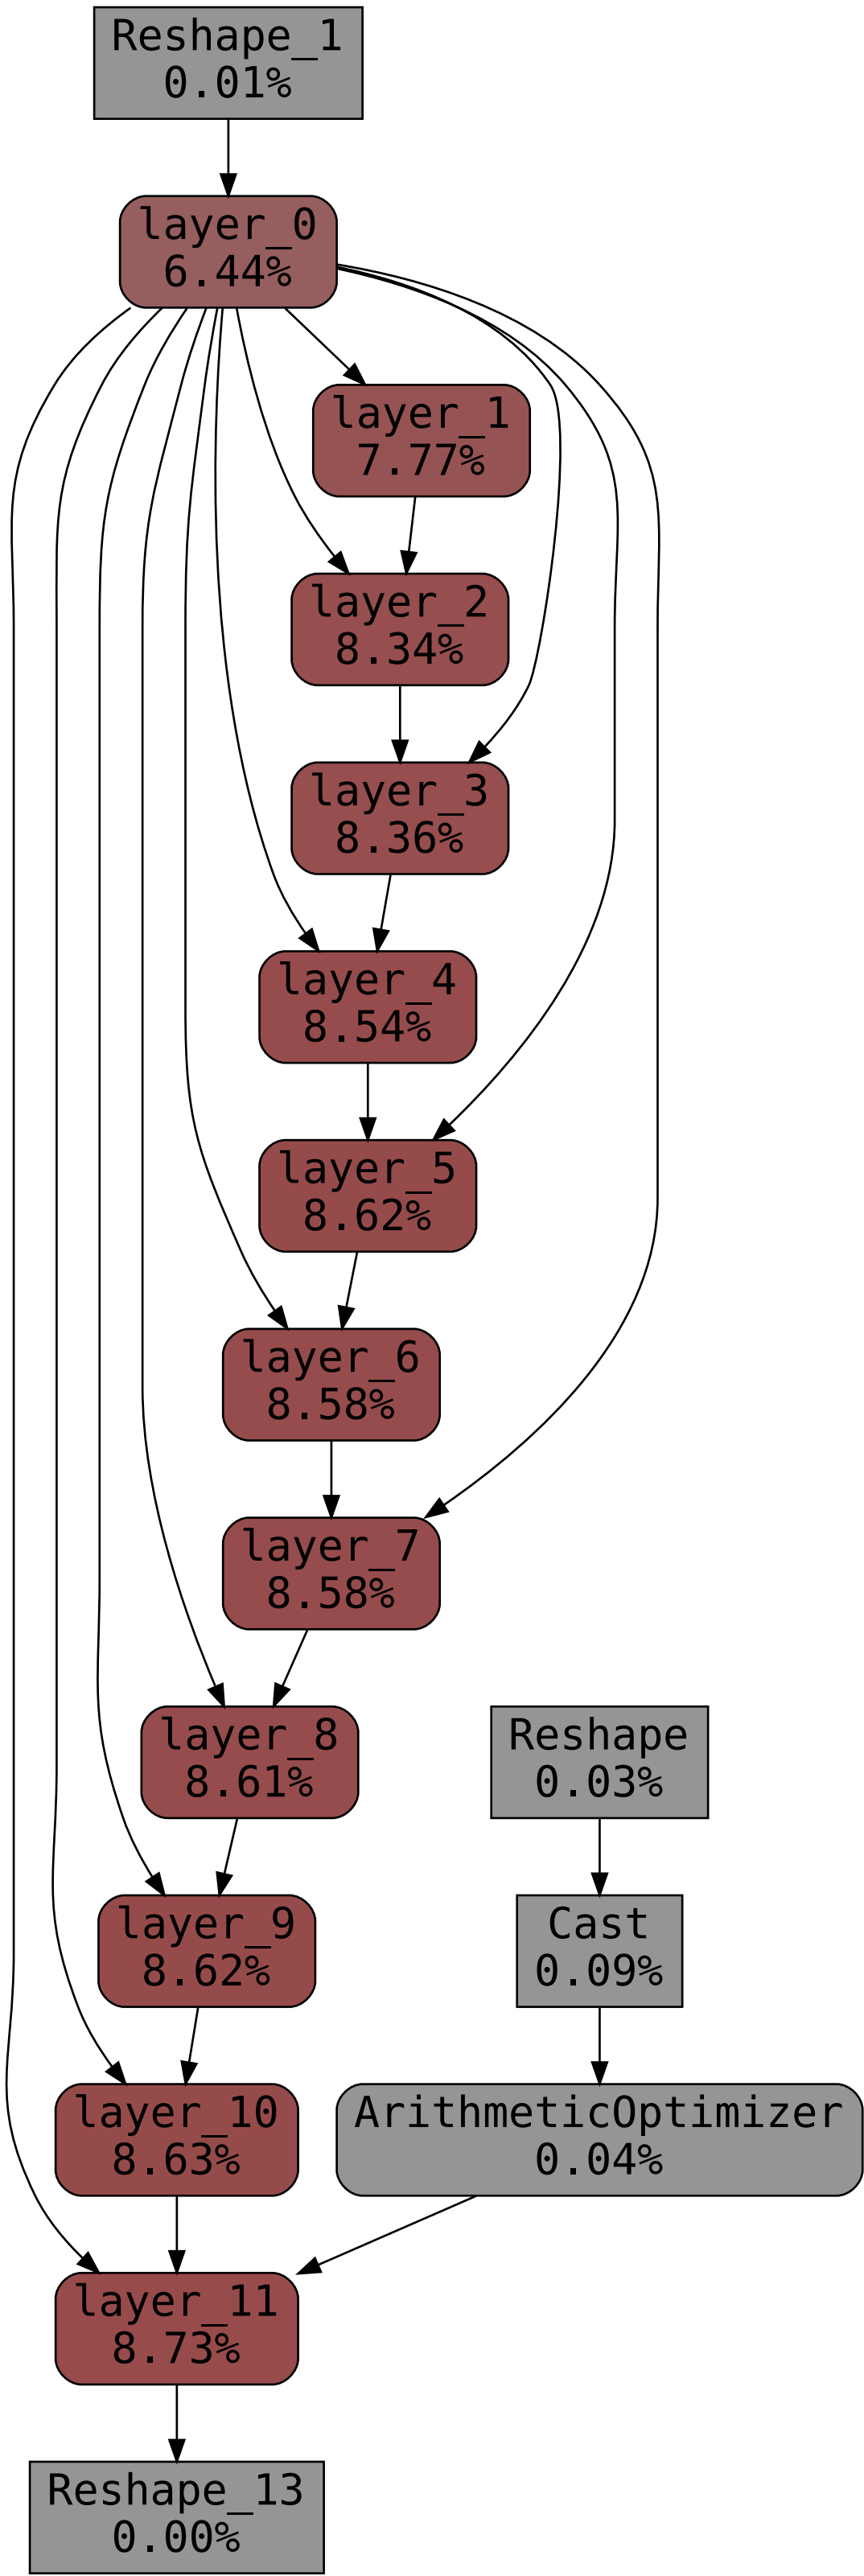 Reshape_1
0.01%
layer_0
6.44%
layer_1
7.77%
layer_2
8.34%
layer_3
8.36%
layer_4
8.54%
layer_5
8.62%
layer_6
8.58%
layer_7
8.58%
layer_8
8.61%
Reshape
0.03%
layer_9
8.62%
Cast
0.09%
layer_10
8.63%
ArithmeticOptimizer
0.04%
layer_11
8.73%
Reshape_13
0.00%